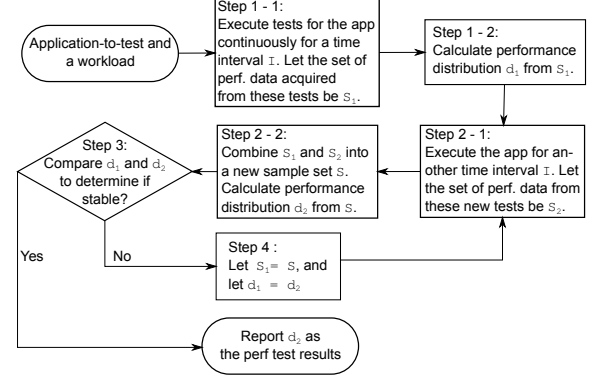 Application-to-test and
a workload
Step 1 - 1:
Execute tests for the app
continuously for a time
interval I. Let the set of
perf. data acquired
from these tests be S₁.
Step 1 - 2:
Calculate performance
distribution d₁ from S₁.
Step 2 - 1:
Execute the app for an-
other time interval I. Let
the set of perf. data from
these new tests be S₂.
Step 2 - 2:
Combine S₁ and S₂ into
a new sample set S.
Calculate performance
distribution d₂ from S.
Step 3:
Compare d₁ and d₂
to determine if
stable?
Yes
No
Step 4 :
Let S₁= S, and
let d₁ = d₂
Report d₂ as
the perf test results